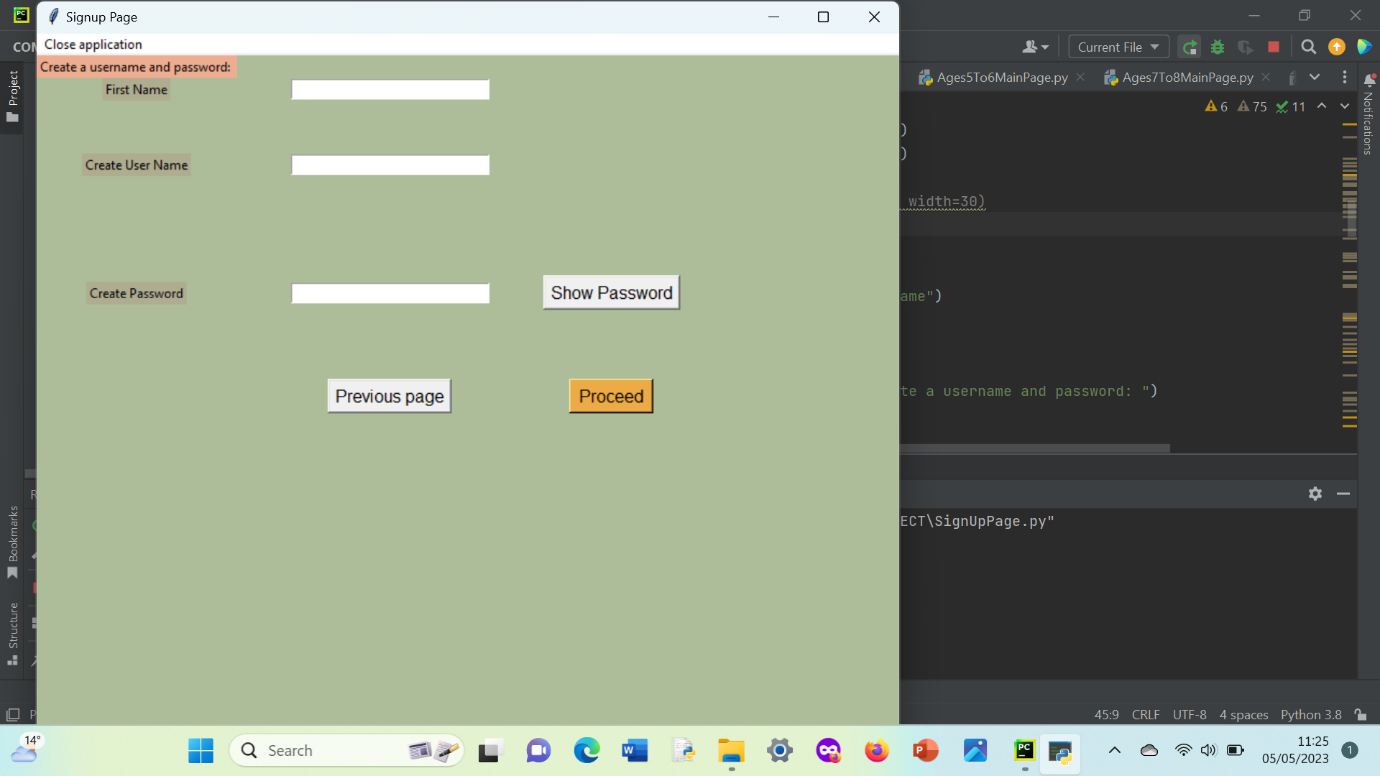 PC
Signup Page
Close application
COM
Create a username and password:
First Name
Create User Name
Create Password
Show Password
Previous page
Proceed
Current File
Ages5To6MainPage.py
Ages7To8MainPage.py
6 75 11
)
)
width=30)
ame")
te a username and password: ")
ECT\SignUpPage.py"
Project
Bookmarks
Structure
Notifications
R
P
45:9 CRLF UTF-8 4 spaces Python 3.8
14°
Search
PC
11:25
05/05/2023
1